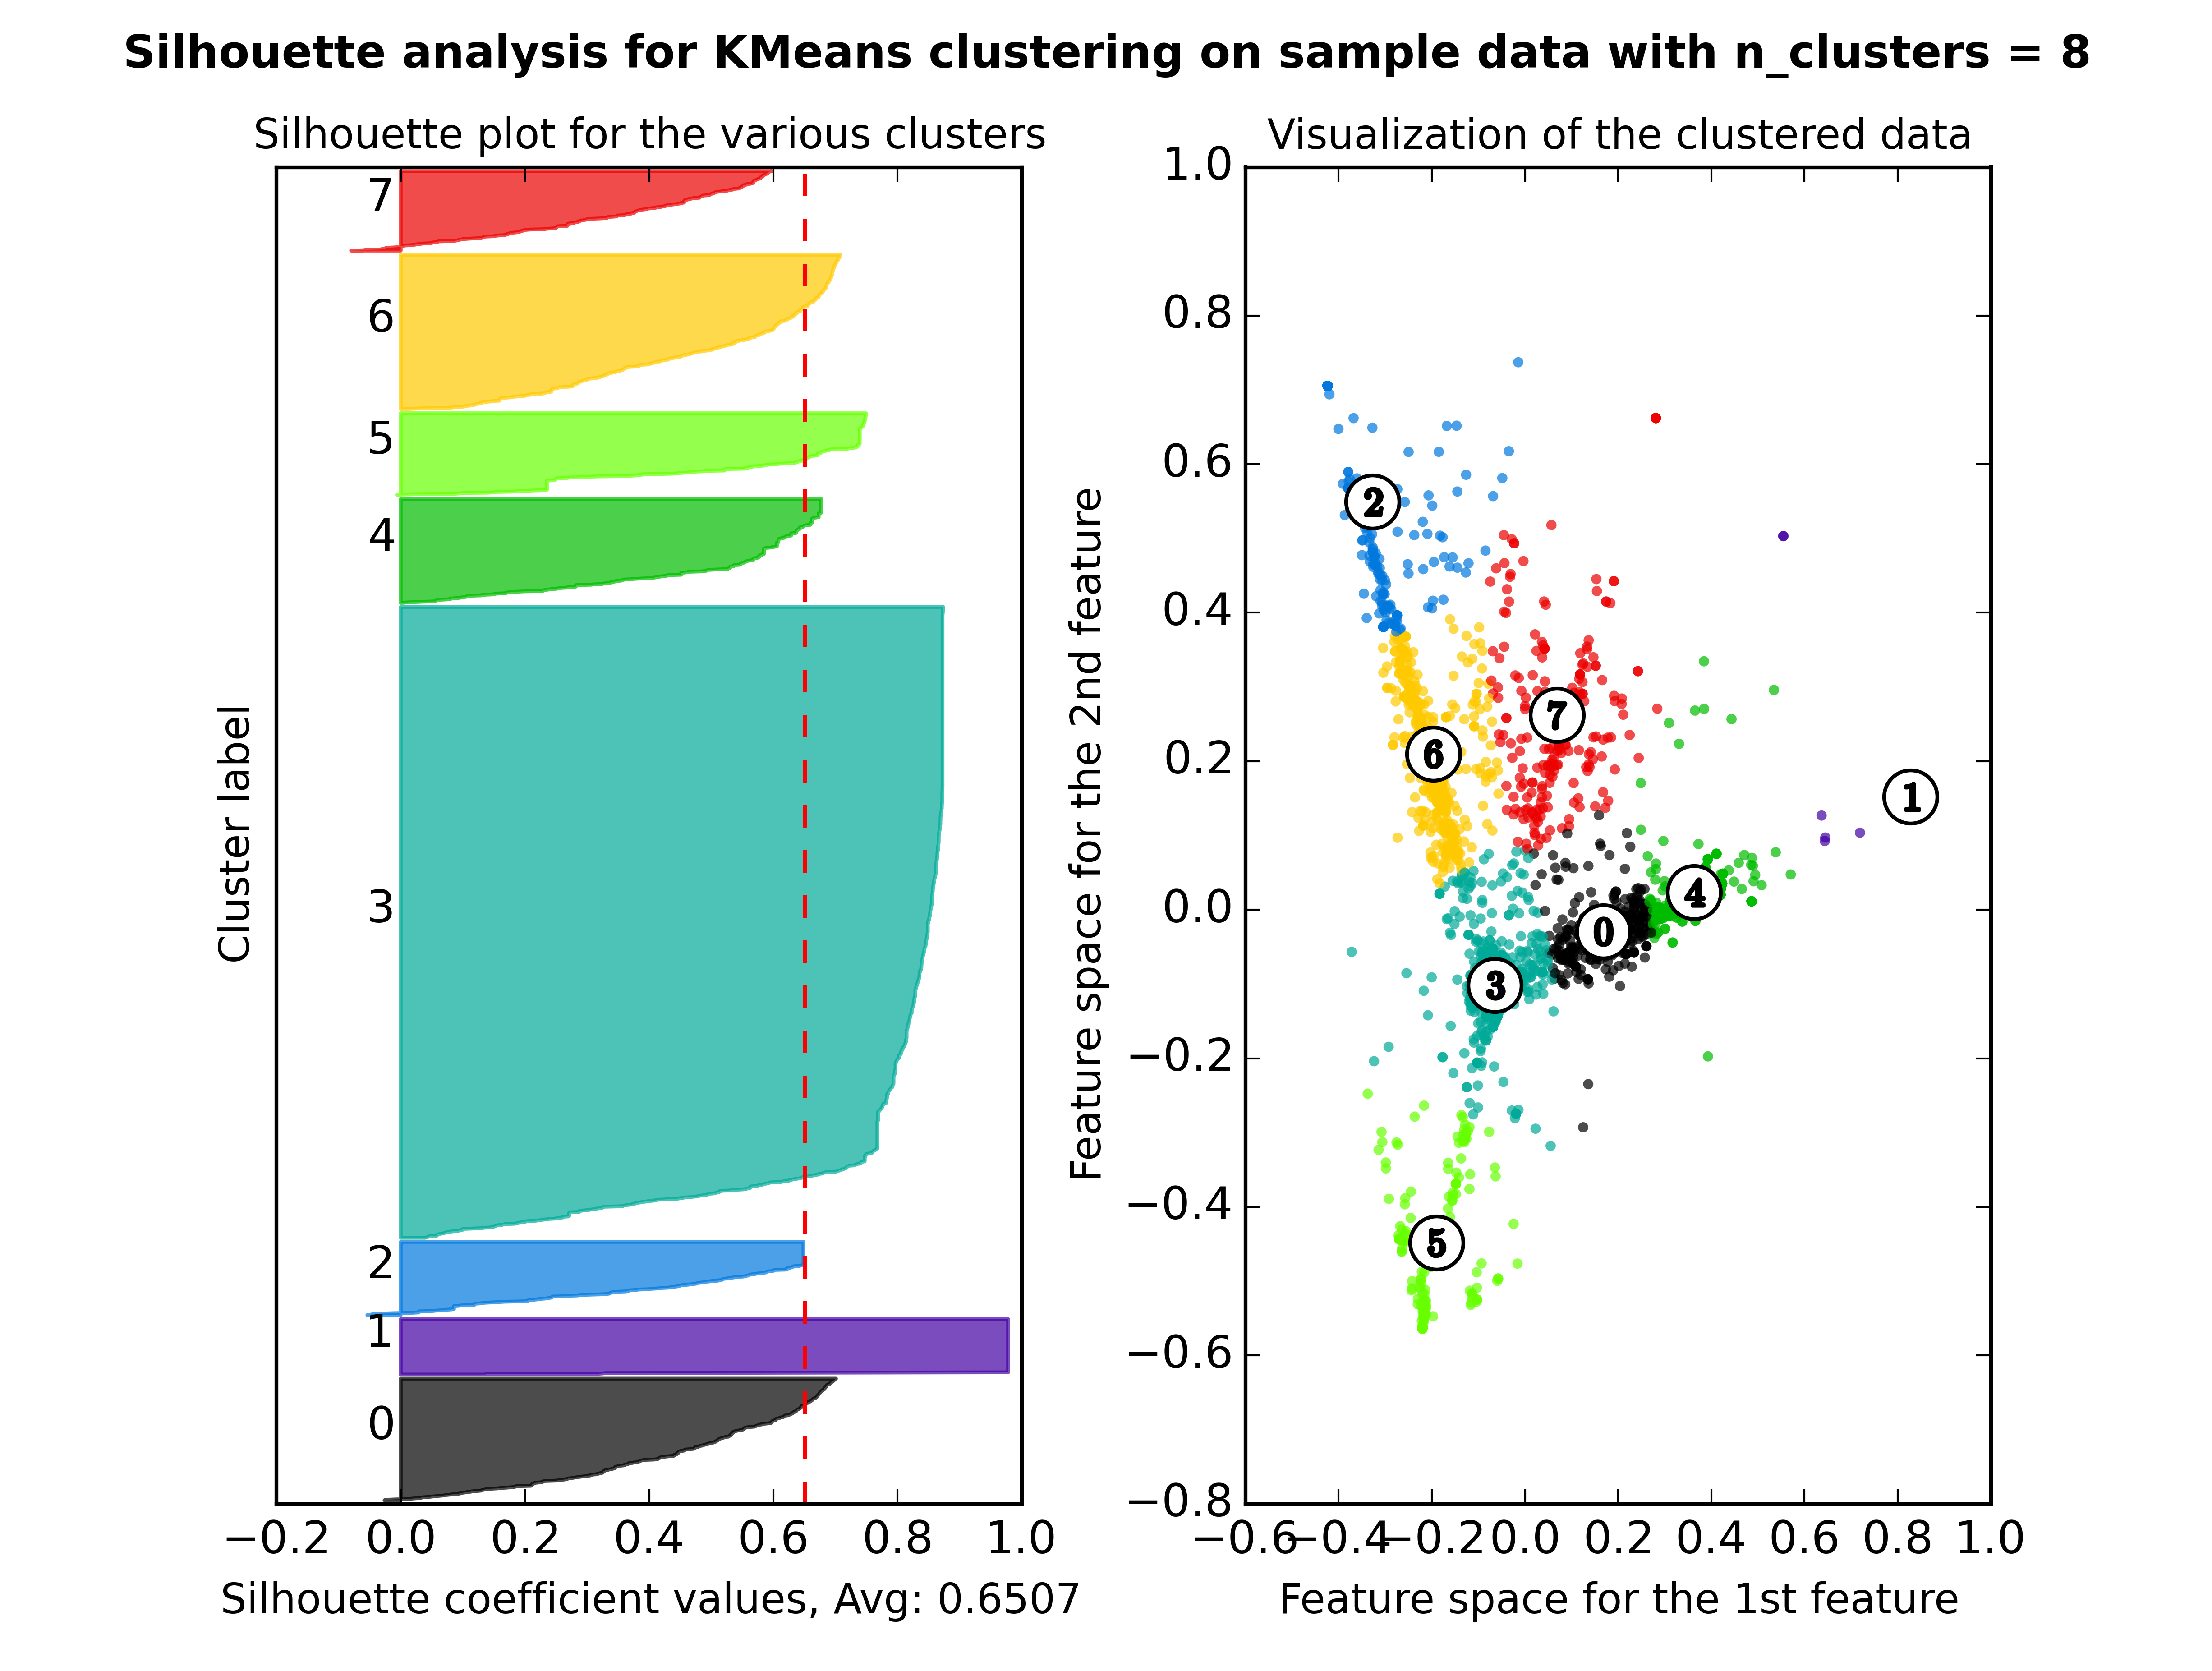 Silhouette analysis for KMeans clustering on sample data with n_clusters = 8
Silhouette plot for the various clusters
Cluster label
7
6
5
4
3
2
1
0
−0.2 0.0 0.2 0.4 0.6 0.8 1.0
Silhouette coefficient values, Avg: 0.6507
Visualization of the clustered data
Feature space for the 2nd feature
1.0
0.8
0.6
0.4
0.2
0.0
−0.2
−0.4
−0.6
−0.8
2
7
6
1
4
0
3
5
−0.6 −0.4 −0.2 0.0 0.2 0.4 0.6 0.8 1.0
Feature space for the 1st feature